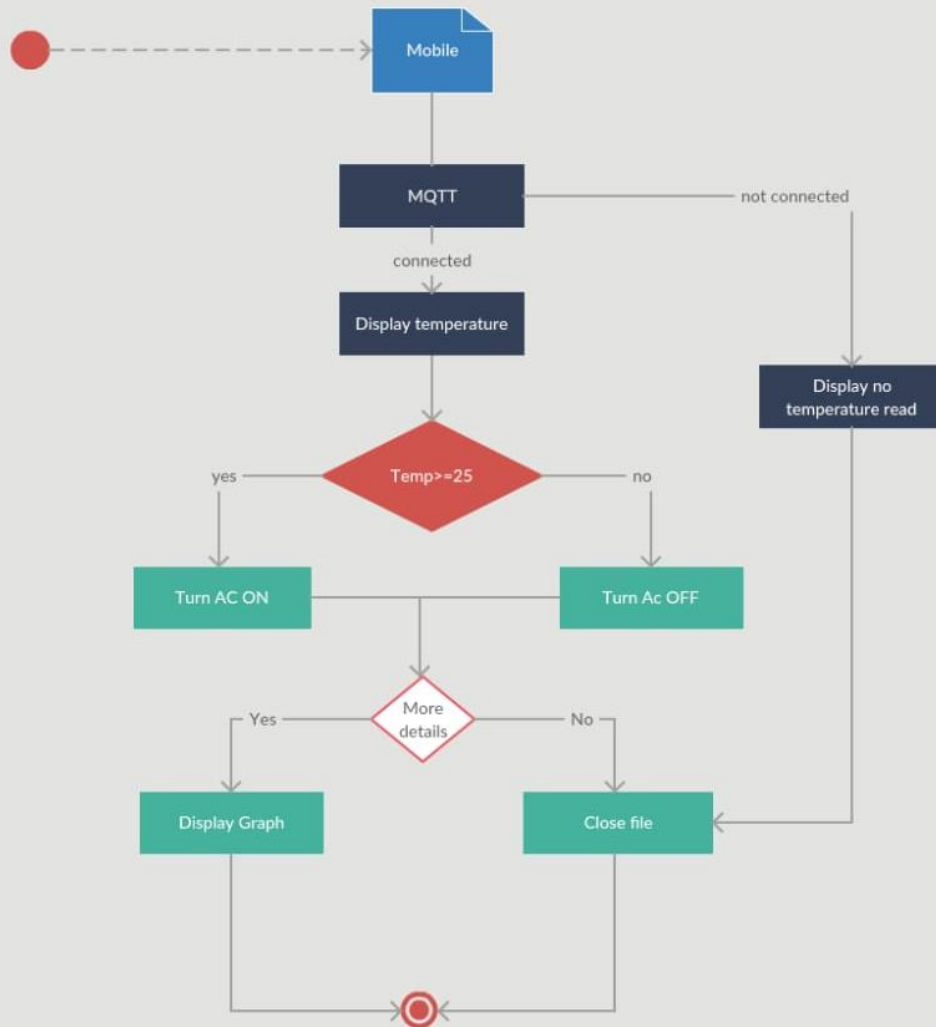 Mobile
MQTT
not connected
connected
Display temperature
Display no
temperature read
Temp>=25
yes
no
Turn AC ON
Turn Ac OFF
More
details
Yes
No
Display Graph
Close file